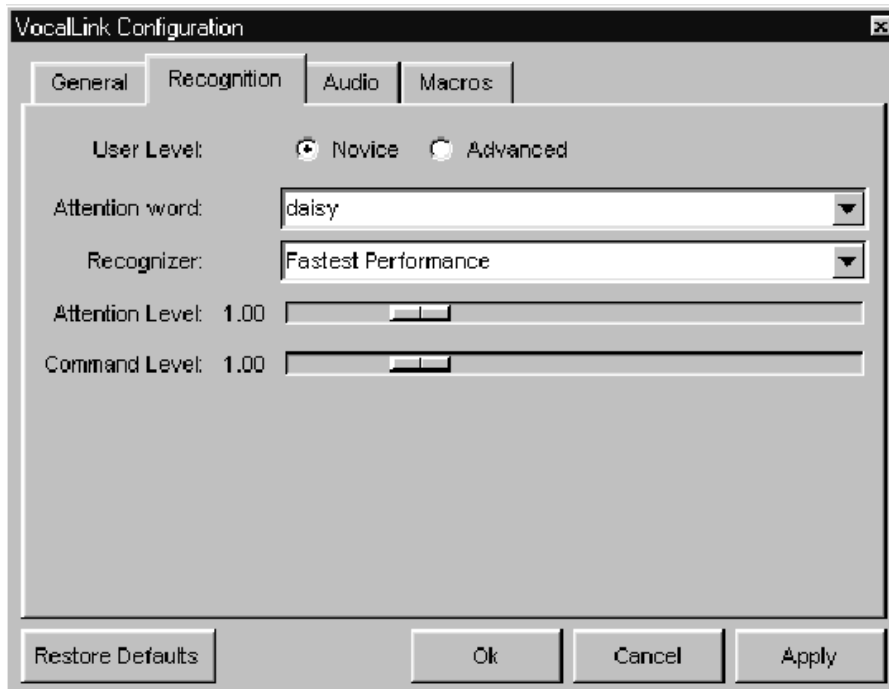 VocalLink Configuration
General Recognition Audio Macros
User Level: Novice Advanced
Attention word: daisy
Recognizer: Fastest Performance
Attention Level: 1.00
Command Level: 1.00
Restore Defaults Ok Cancel Apply